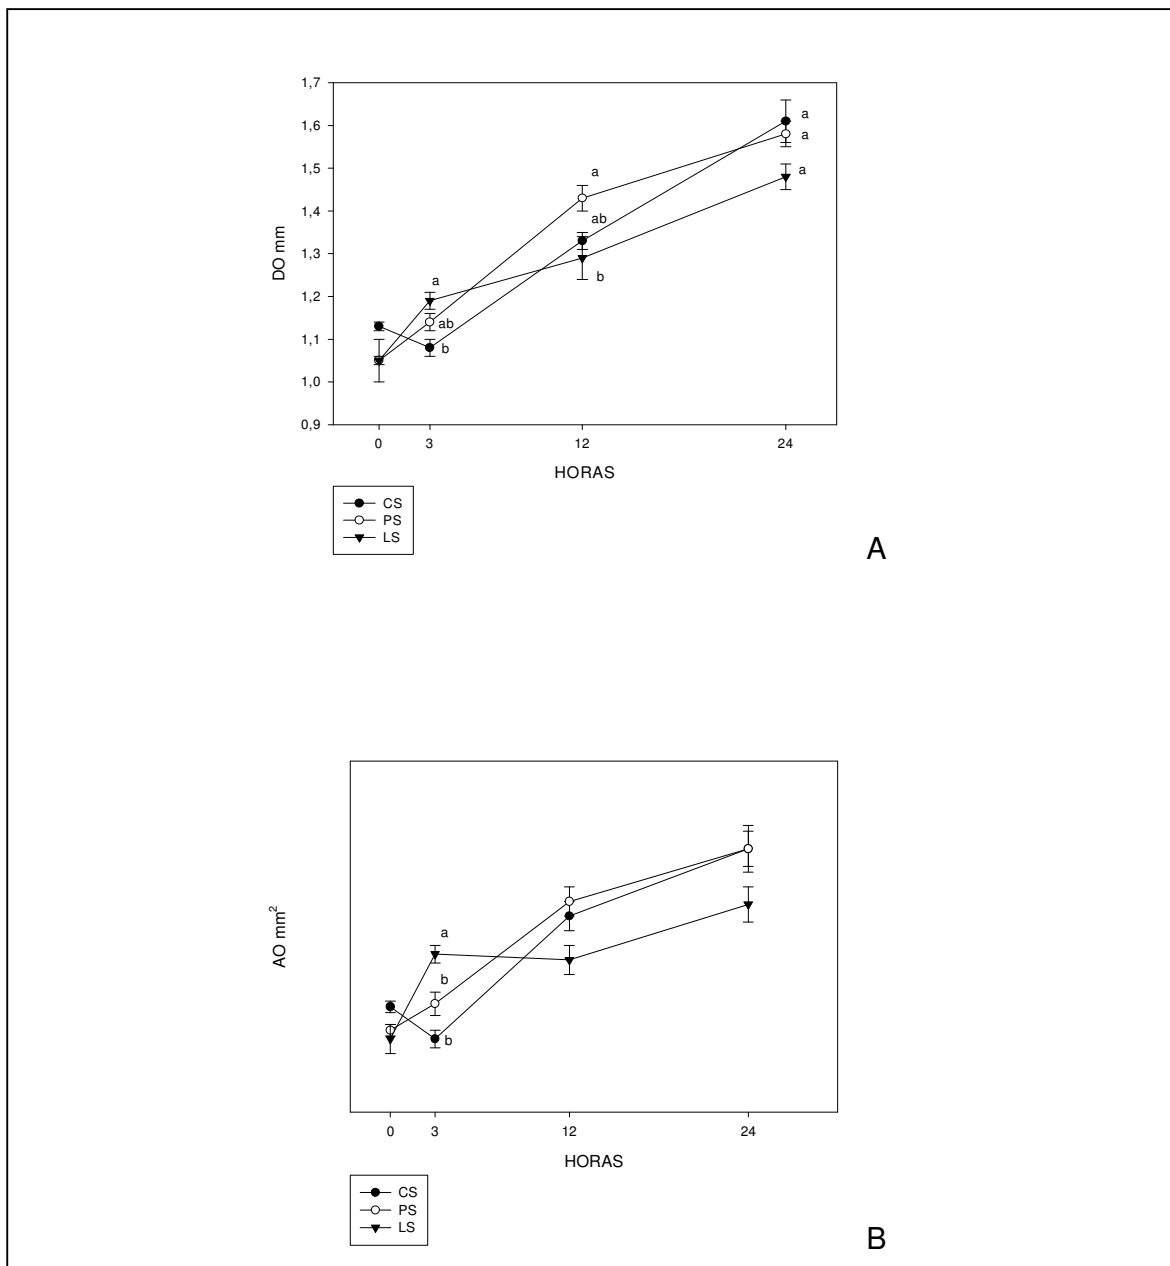 1,7
1,6
1,5
1,4
1,3
1,2
1,1
1,0
0,9
DO mm
a
a
a
a
ab
b
a
ab
b
0 3 12 24
HORAS
CS
PS
LS
A
AO mm²
a
b
b
0 3 12 24
HORAS
CS
PS
LS
B